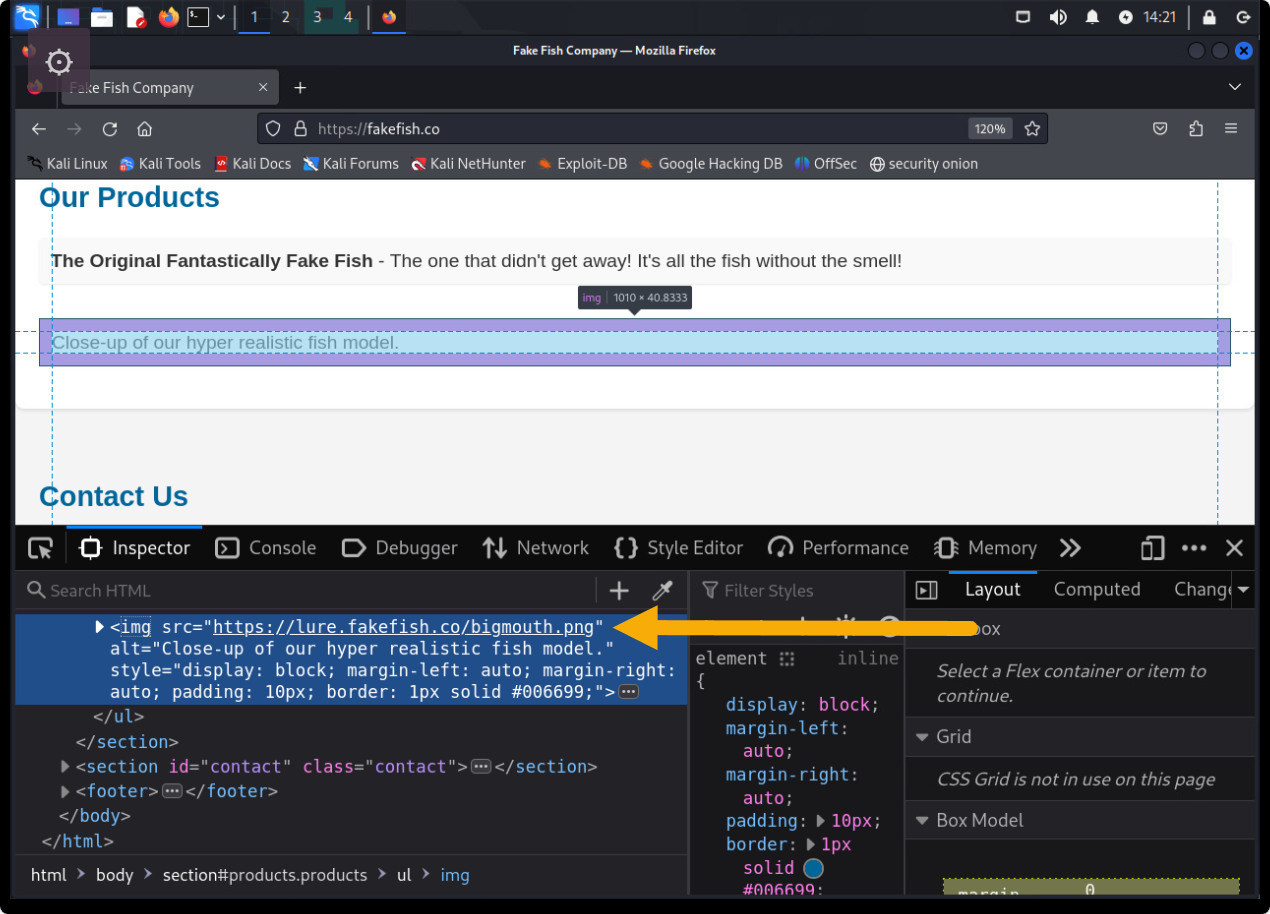 1 2 3 4 14:21
Fake Fish Company — Mozilla Firefox
Fake Fish Company
https://fakefish.co 120%
Kali Linux Kali Tools Kali Docs Kali Forums Kali NetHunter Exploit-DB Google Hacking DB OffSec security onion
Our Products
The Original Fantastically Fake Fish - The one that didn't get away! It's all the fish without the smell!
img 1010 × 40.8333
Close-up of our hyper realistic fish model.
Contact Us
Inspector Console Debugger Network Style Editor Performance Memory
Search HTML
Filter Styles
Layout Computed Change
<img src="https://lure.fakefish.co/bigmouth.png"
alt="Close-up of our hyper realistic fish model."
style="display: block; margin-left: auto; margin-right:
auto; padding: 10px; border: 1px solid #006699;">
</ul>
</section>
<section id="contact" class="contact"></section>
<footer></footer>
</body>
</html>
html body section#products.products ul img
element inline
{
display: block;
margin-left:
auto;
margin-right:
auto;
padding: 10px;
border: 1px
solid
#006699;
box
Select a Flex container or item to
continue.
Grid
CSS Grid is not in use on this page
Box Model
margin 0